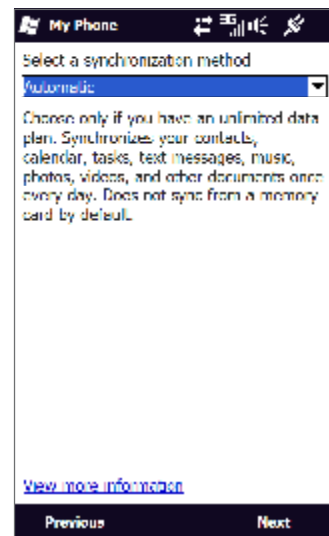 My Phone
Select a synchronization method
Automatic
Choose only if you have an unlimited data
plan. Synchronizes your contacts,
calendar, tasks, text messages, music,
photos, videos, and other documents once
every day. Does not sync from a memory
card by default.
View more information
Previous Next